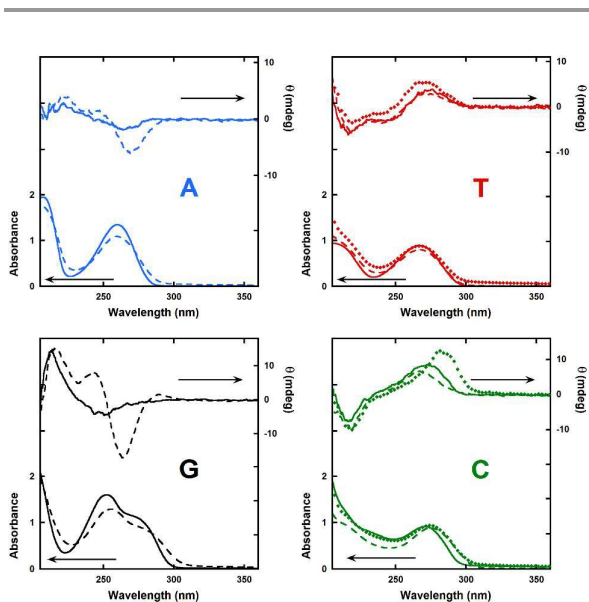 10
0
-10
θ (mdeg)
A
2
1
0
Absorbance
250
300
350
Wavelength (nm)
10
0
-10
θ (mdeg)
T
2
1
0
Absorbance
250
300
350
Wavelength (nm)
10
0
-10
θ (mdeg)
G
2
1
0
Absorbance
250
300
350
Wavelength (nm)
10
0
-10
θ (mdeg)
C
2
1
0
Absorbance
250
300
350
Wavelength (nm)